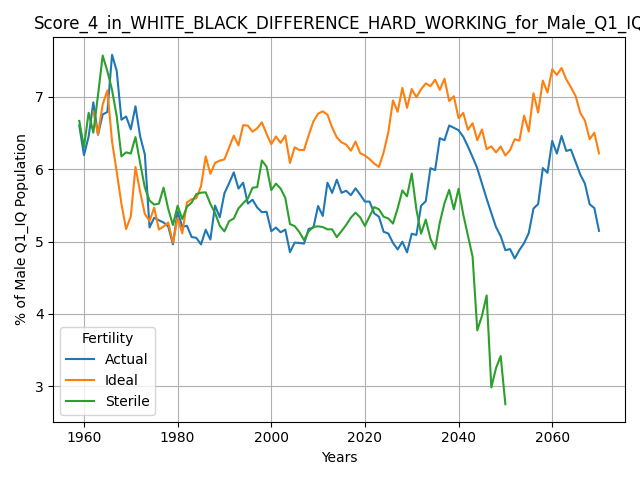 Score_4_in_WHITE_BLACK_DIFFERENCE_HARD_WORKING_for_Male_Q1_IQ
% of Male Q1_IQ Population
7
6
5
4
3
Fertility
Actual
Ideal
Sterile
1960 1980 2000 2020 2040 2060
Years